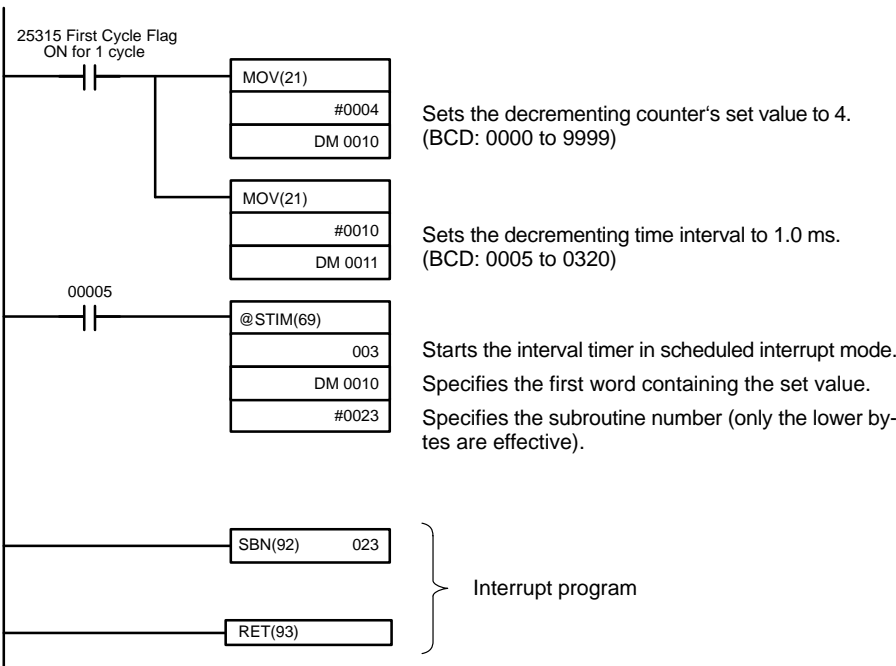 25315 First Cycle Flag
ON for 1 cycle
MOV(21)
#0004
DM 0010
Sets the decrementing counter‘s set value to 4.
(BCD: 0000 to 9999)
MOV(21)
#0010
DM 0011
Sets the decrementing time interval to 1.0 ms.
(BCD: 0005 to 0320)
00005
@STIM(69)
003
Starts the interval timer in scheduled interrupt mode.
DM 0010
Specifies the first word containing the set value.
#0023
Specifies the subroutine number (only the lower by-
tes are effective).
SBN(92) 023
Interrupt program
RET(93)